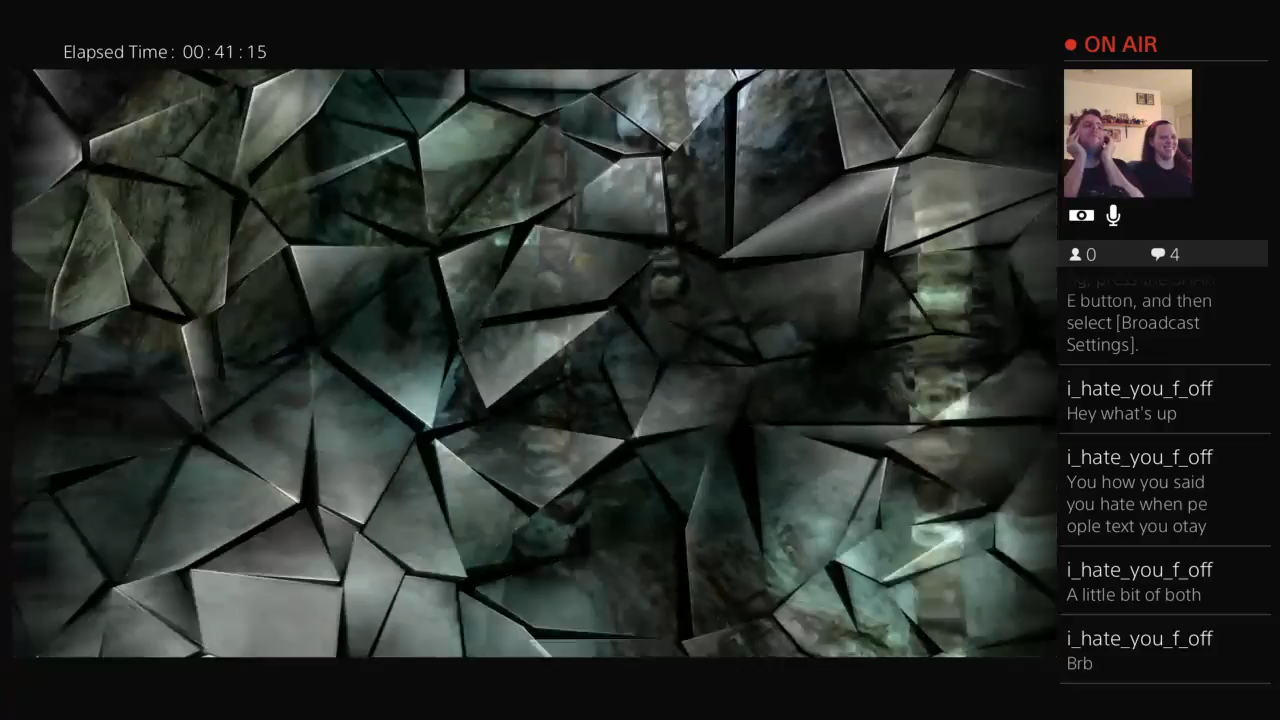 Elapsed Time: 00:41:15
ON AIR
0
4
E button, and then
select [Broadcast
Settings].
i_hate_you_f_off
Hey what's up
i_hate_you_f_off
You how you said
you hate when pe
ople text you otay
i_hate_you_f_off
A little bit of both
i_hate_you_f_off
Brb